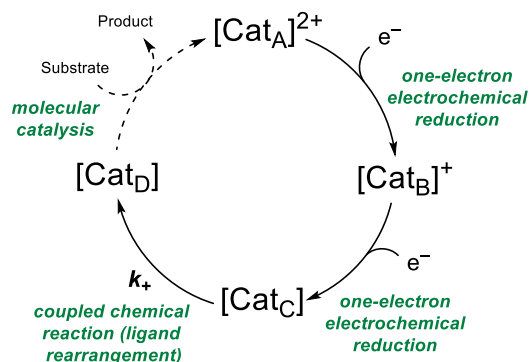 Product
[Cat_A]²⁺
e⁻
Substrate
one-electron
electrochemical
reduction
molecular
catalysis
[Cat_D]
[Cat_B]⁺
e⁻
k₊
[Cat_C]
coupled chemical
reaction (ligand
rearrangement)
one-electron
electrochemical
reduction